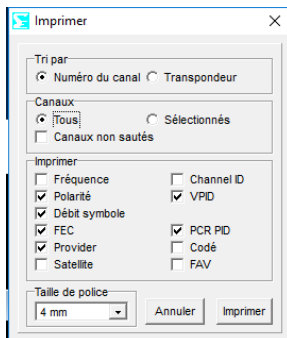 Imprimer
Tri par
Numéro du canal Transpondeur
Canaux
Tous Sélectionnés
Canaux non sautés
Imprimer
Fréquence Channel ID
Polarité VPID
Débit symbole
FEC PCR PID
Provider Codé
Satellite FAV
Taille de police
4 mm Annuler Imprimer